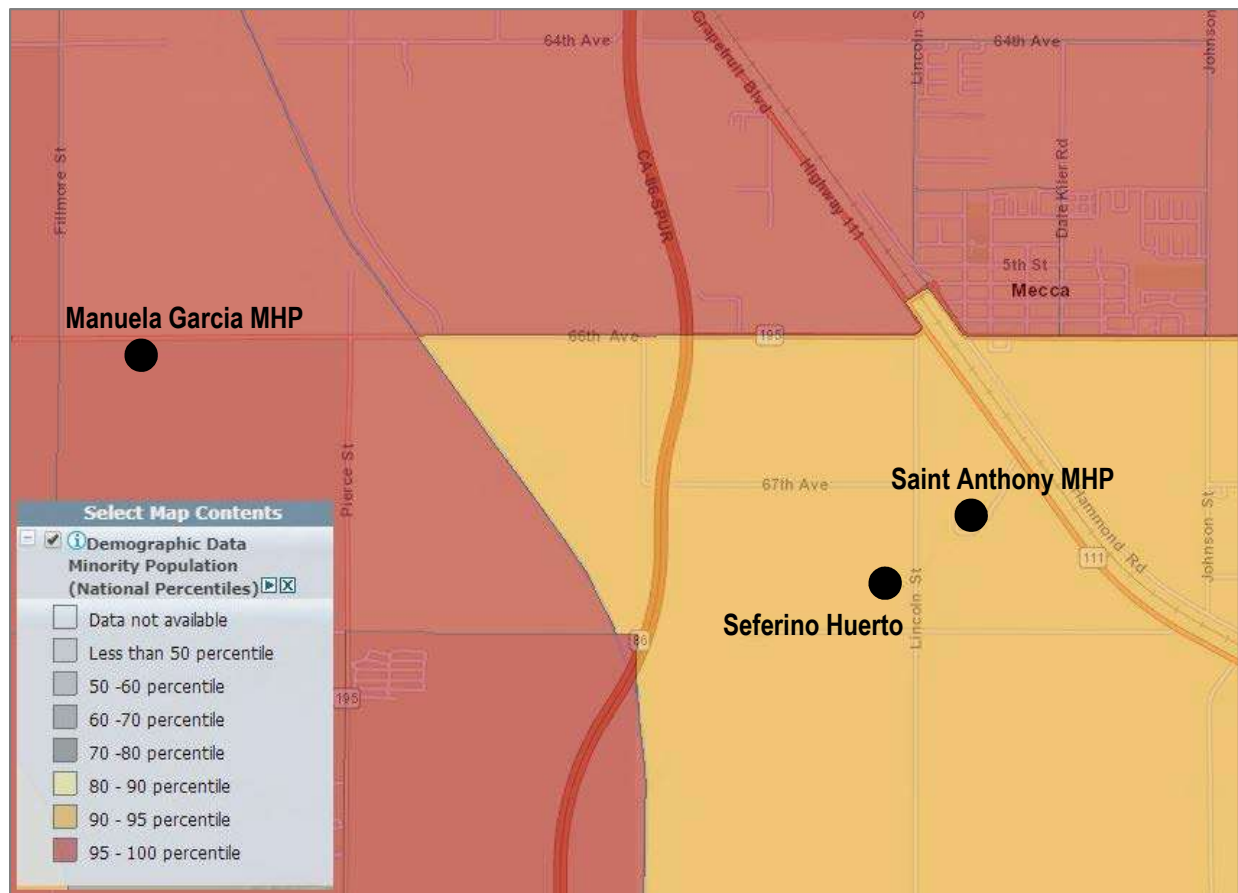 64th Ave
Lincoln S
64th Ave
Johnson
Grapefruit Blvd
Fillmore St
CA-86-SPUR
Highway 111
Date Killer Rd
5th St
Mecca
Manuela Garcia MHP
66th Ave
195
Pierce St
67th Ave
Saint Anthony MHP
Hammond Rd
111
Johnson St
Lincoln St
Seferino Huerto
86
195
Select Map Contents
Demographic Data
Minority Population
(National Percentiles)
Data not available
Less than 50 percentile
50 -60 percentile
60 -70 percentile
70 -80 percentile
80 - 90 percentile
90 - 95 percentile
95 - 100 percentile